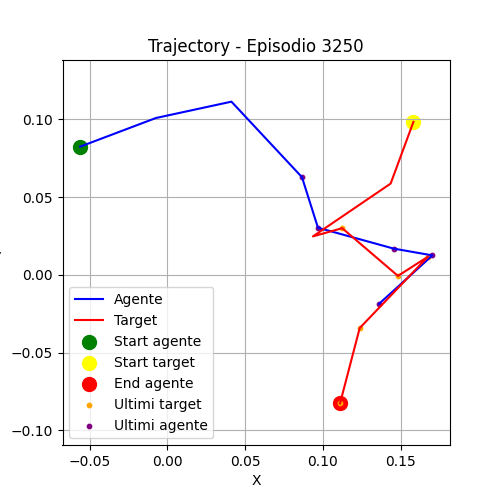 Trajectory - Episodio 3250
0.10
0.05
0.00
−0.05
−0.10
Agente
Target
Start agente
Start target
End agente
Ultimi target
Ultimi agente
−0.05
0.00
0.05
0.10
0.15
X